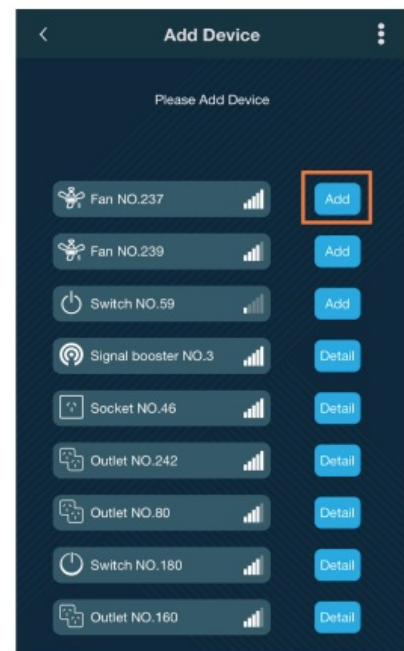 Add Device
Please Add Device
Fan NO.237 Add
Fan NO.239 Add
Switch NO.59 Add
Signal booster NO.3 Detail
Socket NO.46 Detail
Outlet NO.242 Detail
Outlet NO.80 Detail
Switch NO.180 Detail
Outlet NO.160 Detail